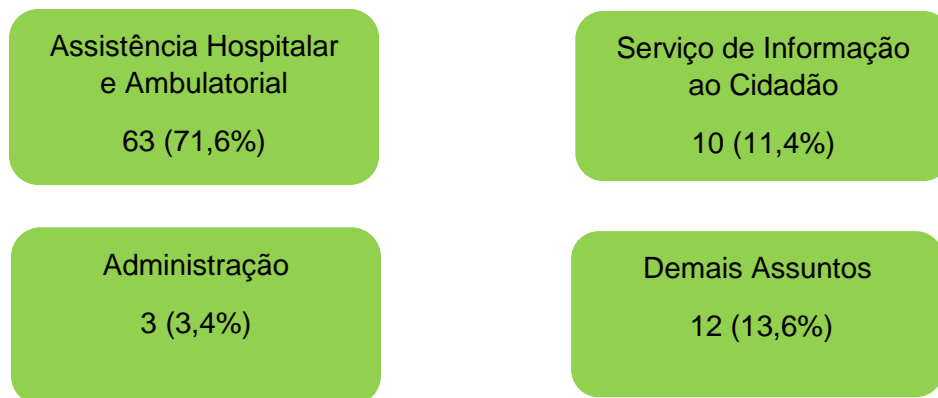 Assistência Hospitalar
e Ambulatorial
63 (71,6%)
Serviço de Informação
ao Cidadão
10 (11,4%)
Administração
3 (3,4%)
Demais Assuntos
12 (13,6%)